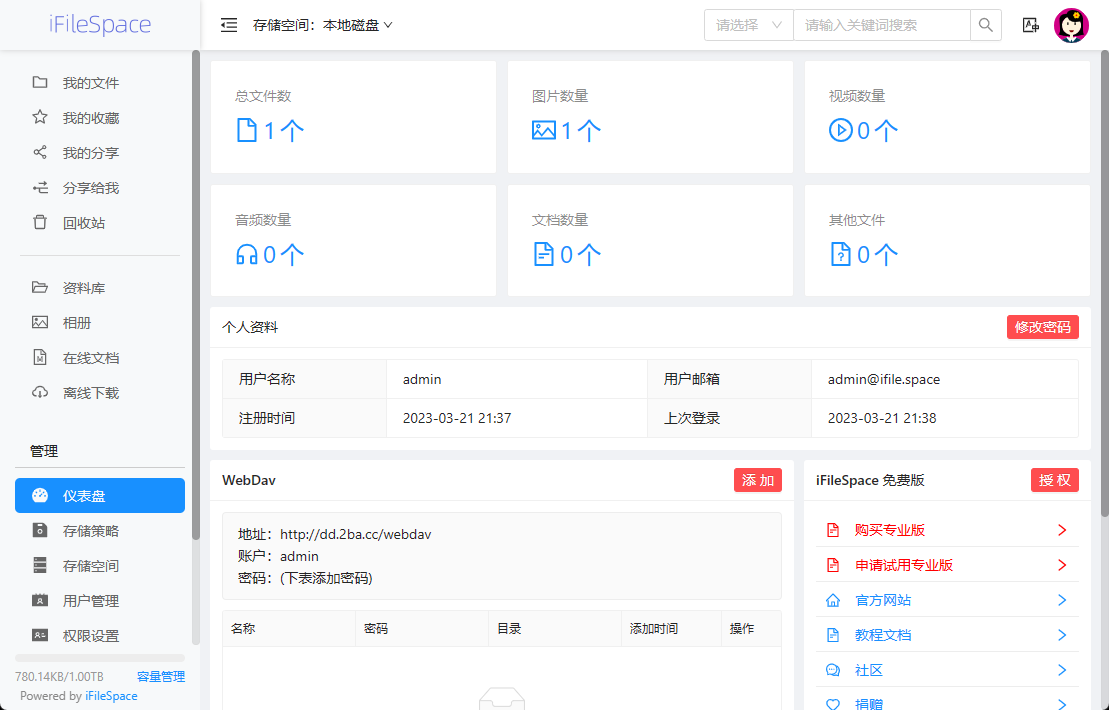 iFileSpace
存储空间：本地磁盘
请选择
请输入关键词搜索
我的文件
我的收藏
我的分享
分享给我
回收站
资料库
相册
在线文档
离线下载
管理
仪表盘
存储策略
存储空间
用户管理
权限设置
780.14KB/1.00TB 容量管理
Powered by iFileSpace
总文件数
1 个
图片数量
1 个
视频数量
0 个
音频数量
0 个
文档数量
0 个
其他文件
0 个
个人资料 修改密码
用户名称 admin 用户邮箱 admin@ifile.space
注册时间 2023-03-21 21:37 上次登录 2023-03-21 21:38
WebDav 添 加
地址：http://dd.2ba.cc/webdav
账户：admin
密码：(下表添加密码)
名称 密码 目录 添加时间 操作
iFileSpace 免费版 授 权
购买专业版
申请试用专业版
官方网站
教程文档
社区
捐赠